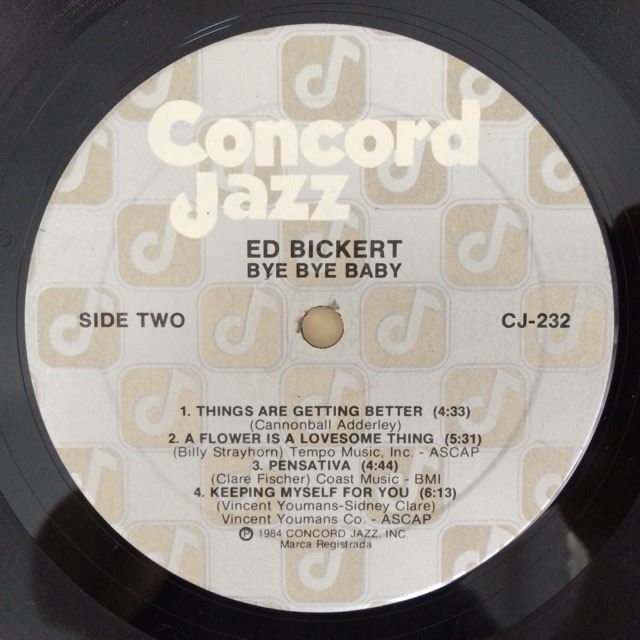 Concord
Jazz
ED BICKERT
BYE BYE BABY
SIDE TWO
CJ-232
1. THINGS ARE GETTING BETTER (4:33)
(Cannonball Adderley)
2. A FLOWER IS A LOVESOME THING (5:31)
(Billy Strayhorn) Tempo Music, Inc. - ASCAP
3. PENSATIVA (4:44)
(Clare Fischer) Coast Music - BMI
4. KEEPING MYSELF FOR YOU (6:13)
(Vincent Youmans-Sidney Clare)
Vincent Youmans Co. - ASCAP
℗ 1984 CONCORD JAZZ, INC
Marca Registrada